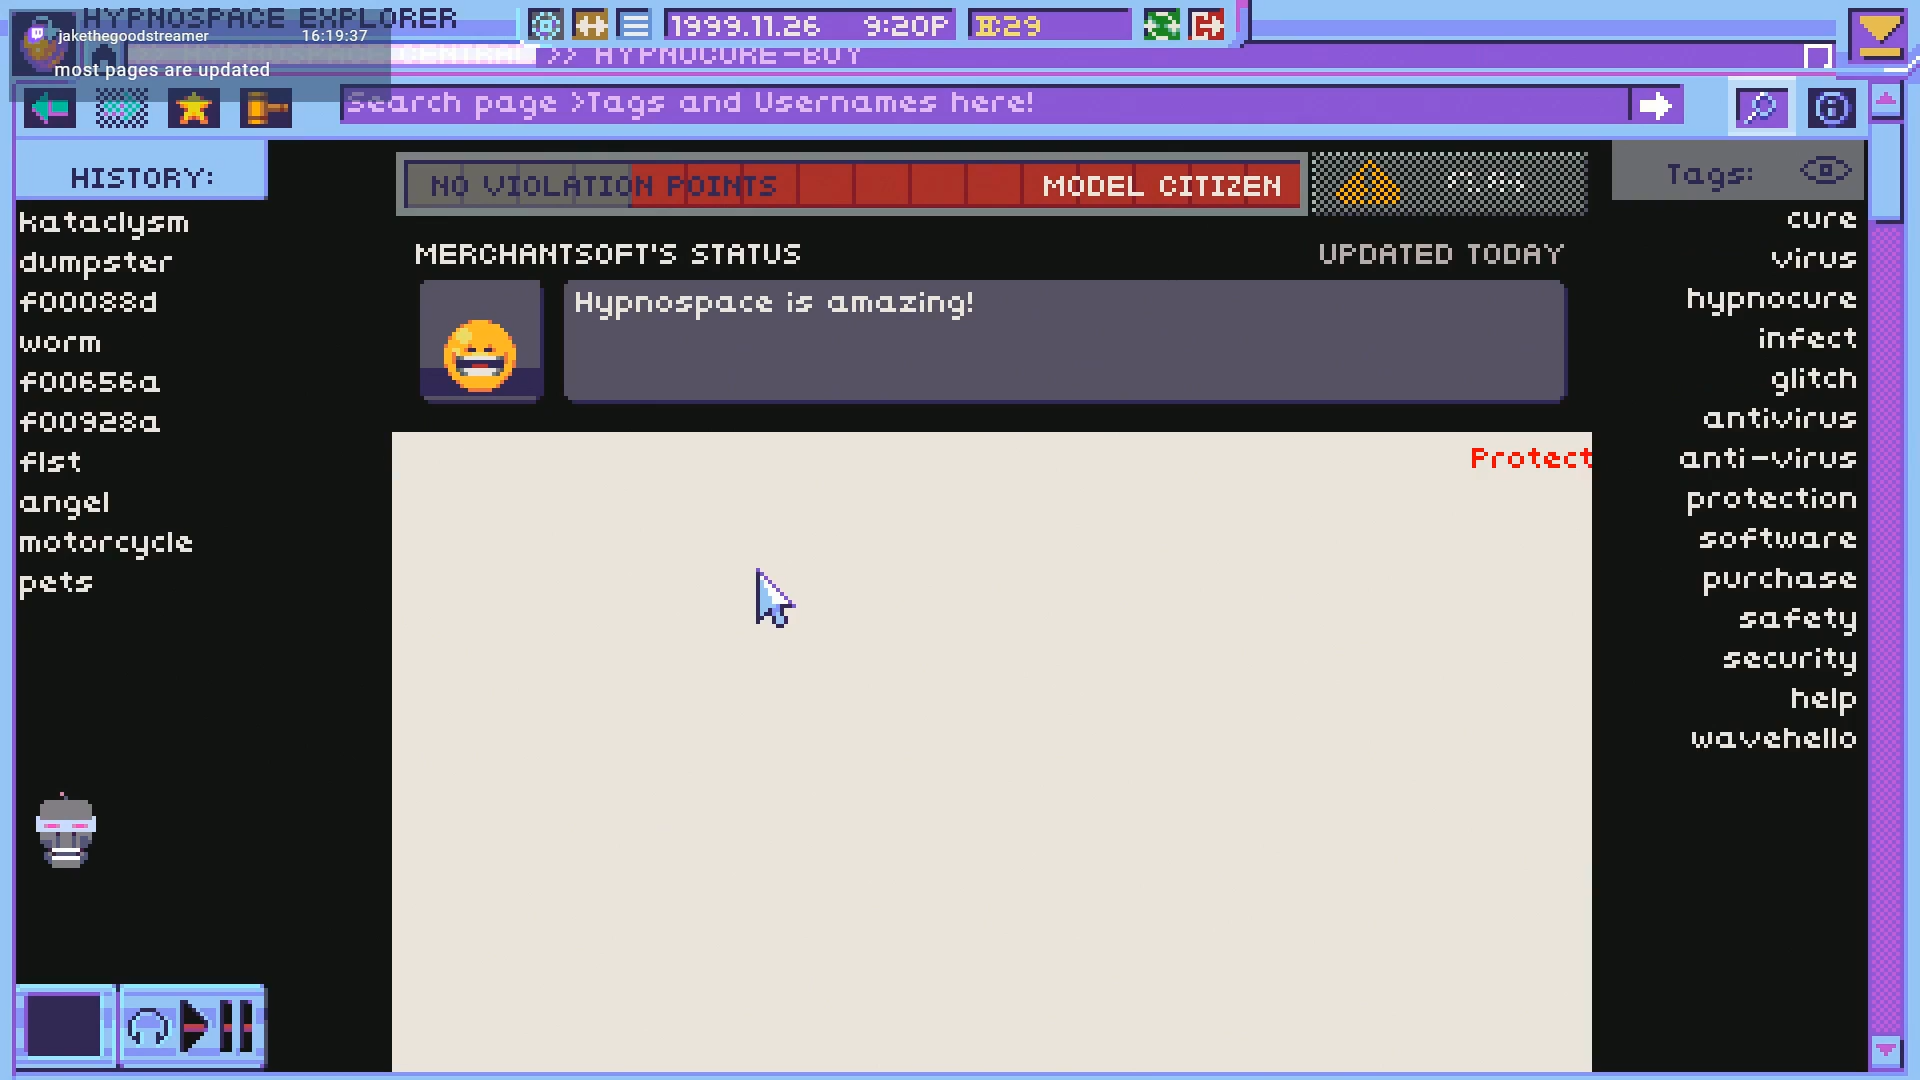 HYPNOSPACE EXPLORER
jakethegoodstreamer 16:19:37
most pages are updated
1999.11.26 9:20P
29
>> HYPNOCURE-BUY
Search page >Tags and Usernames here!
HISTORY:
kataclysm
dumpster
f00088d
worm
f00656a
f00928a
fist
angel
motorcycle
pets
NO VIOLATION POINTS
MODEL CITIZEN
MERCHANTSOFT'S STATUS
UPDATED TODAY
Hypnospace is amazing!
Protect
Tags:
cure
virus
hypnocure
infect
glitch
antivirus
anti-virus
protection
software
purchase
safety
security
help
wavehello